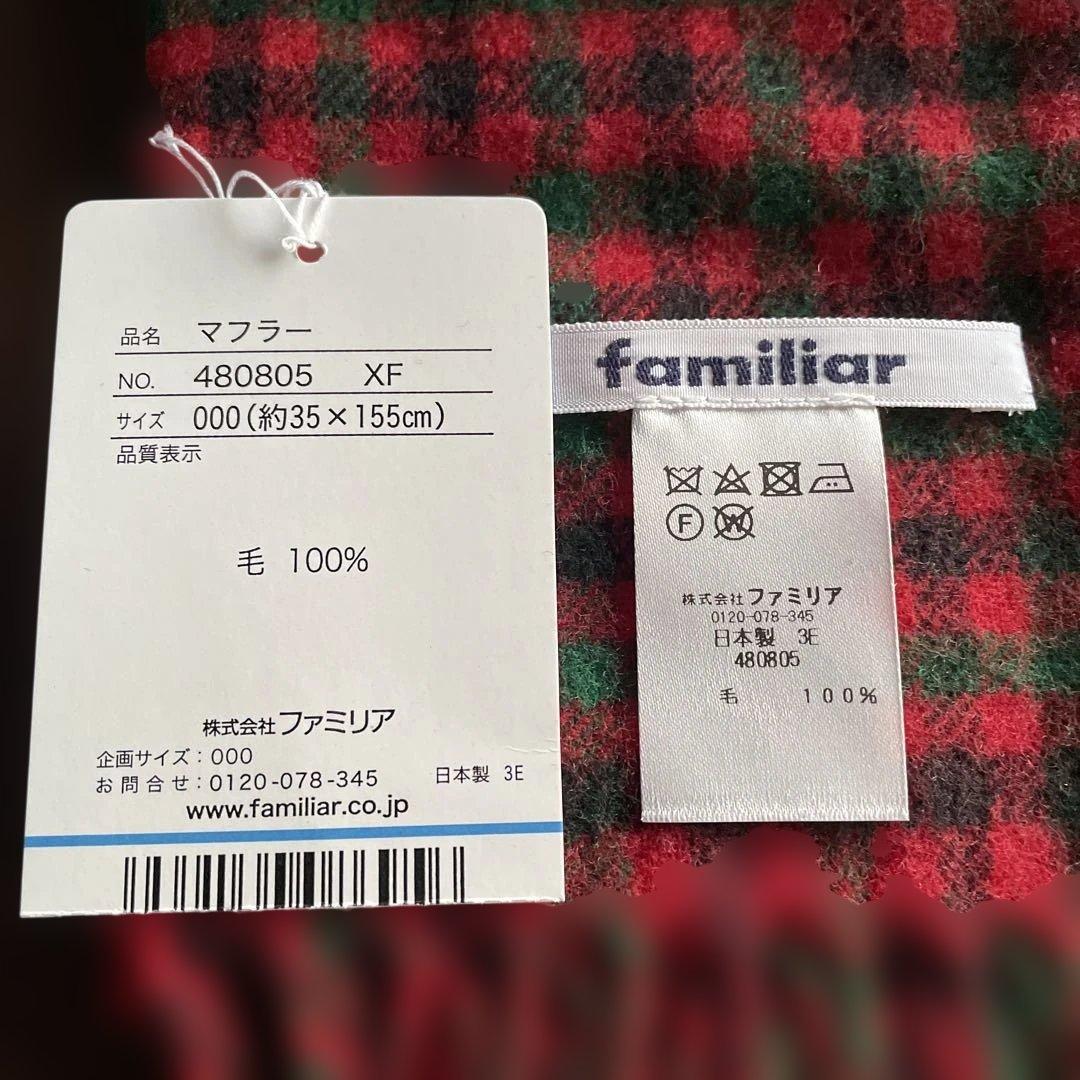 品名 マフラー
NO. 480805 XF
サイズ 000(約35×155cm)
品質表示
毛 100%
株式会社ファミリア
企画サイズ：000
お問合せ：0120-078-345 日本製 3E
www.familiar.co.jp
familiar
F W
株式会社ファミリア
0120-078-345
日本製 3E
480805
毛 100%